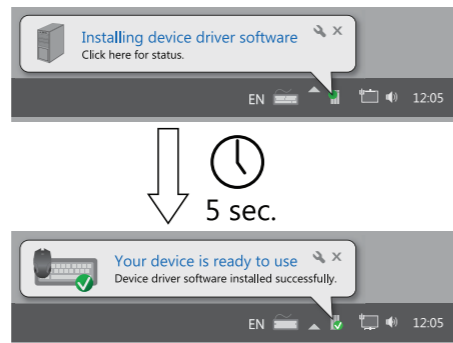 Installing device driver software
Click here for status.
EN 12:05
5 sec.
Your device is ready to use
Device driver software installed successfully.
EN 12:05